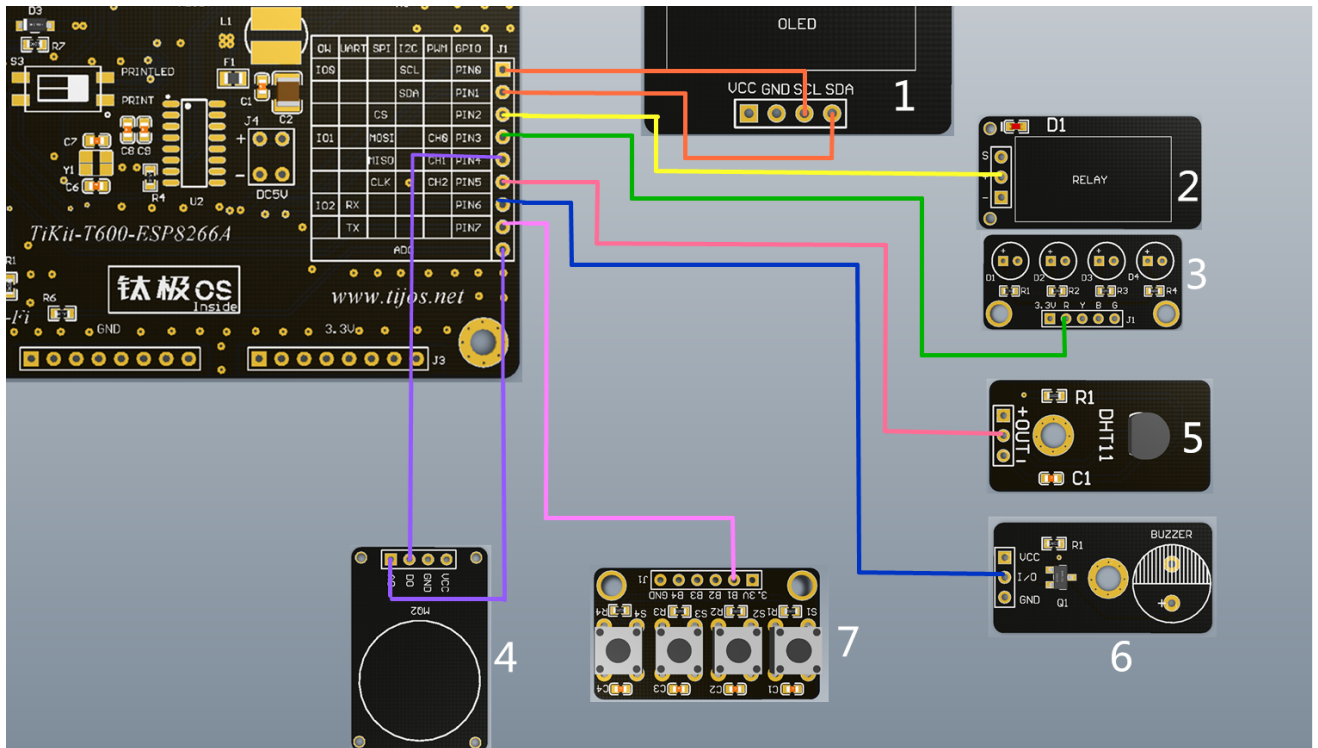 D3
R7
S3
PRINTLED
PRINT
L1
F1
C1
C2
C7
C8 C9
Y1
C6
R4
U2
J4
+
-
DC5V
OW UART SPI I2C PWM GPIO J1
IO0 SCL PIN0
SDA PIN1
CS PIN2
IO1 MOSI CH0 PIN3
MISO CH1 PIN4
CLK CH2 PIN5
IO2 RX PIN6
TX PIN7
ADC
TiKit-T600-ESP8266A
钛极OS
Inside
www.tijos.net
R1
R6
-Fi
GND
3.3V
J3
OLED
VCC GND SCL SDA
1
D1
S
-
RELAY
2
D1 D2 D3 D4
R1 R2 R3 R4
3.3V R Y B G
J1
3
+OUT-
R1
DHT11
C1
5
BUZZER
VCC
I/O
GND
R1
Q1
+
6
AO DO GND VCC
MQ2
4
J1
GND B4 B3 B2 B1 3.3V
R4 S4 R3 S3 R2 S2 R1 S1
C4 C3 C2 C1
7